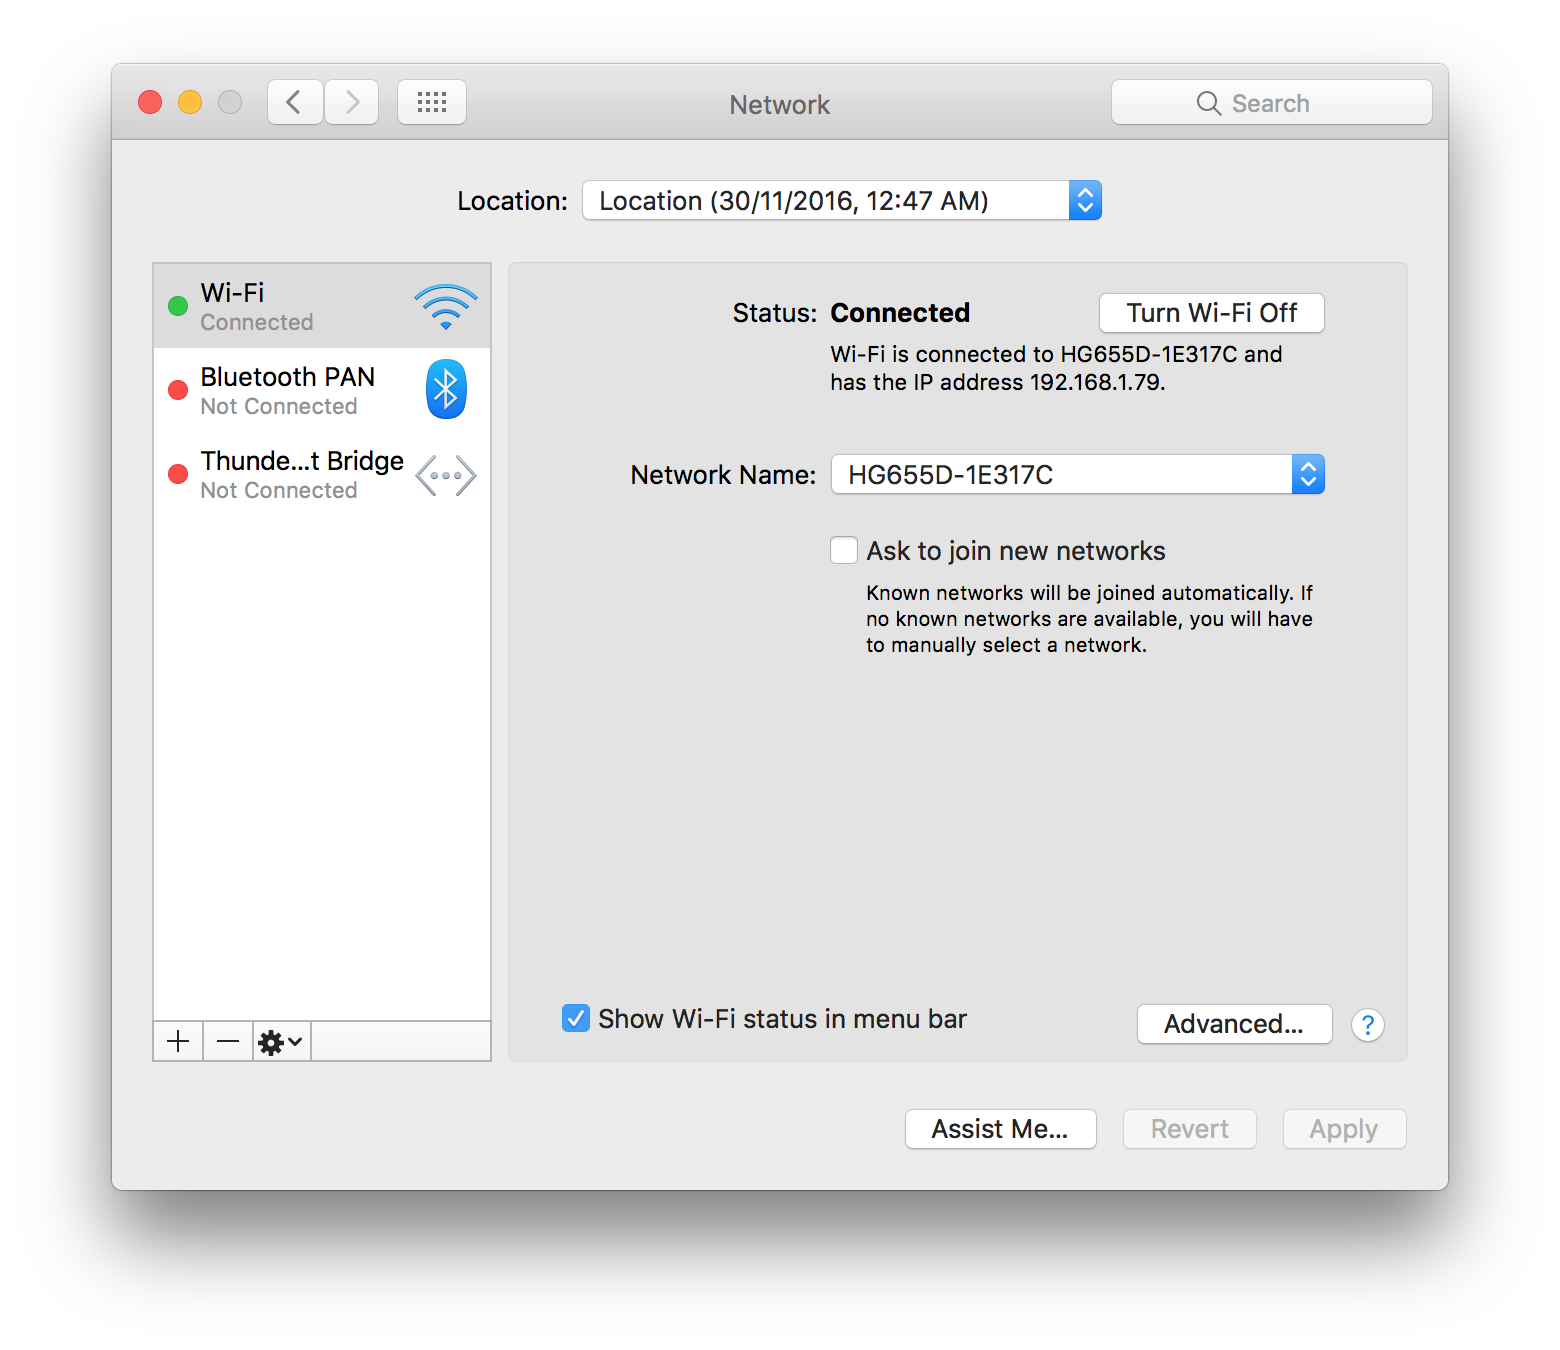 Network
Search
Location: Location (30/11/2016, 12:47 AM)
Wi-Fi
Connected
Bluetooth PAN
Not Connected
Thunde...t Bridge
Not Connected
Status: Connected
Turn Wi-Fi Off
Wi-Fi is connected to HG655D-1E317C and
has the IP address 192.168.1.79.
Network Name: HG655D-1E317C
Ask to join new networks
Known networks will be joined automatically. If
no known networks are available, you will have
to manually select a network.
Show Wi-Fi status in menu bar
Advanced...
?
Assist Me...
Revert
Apply